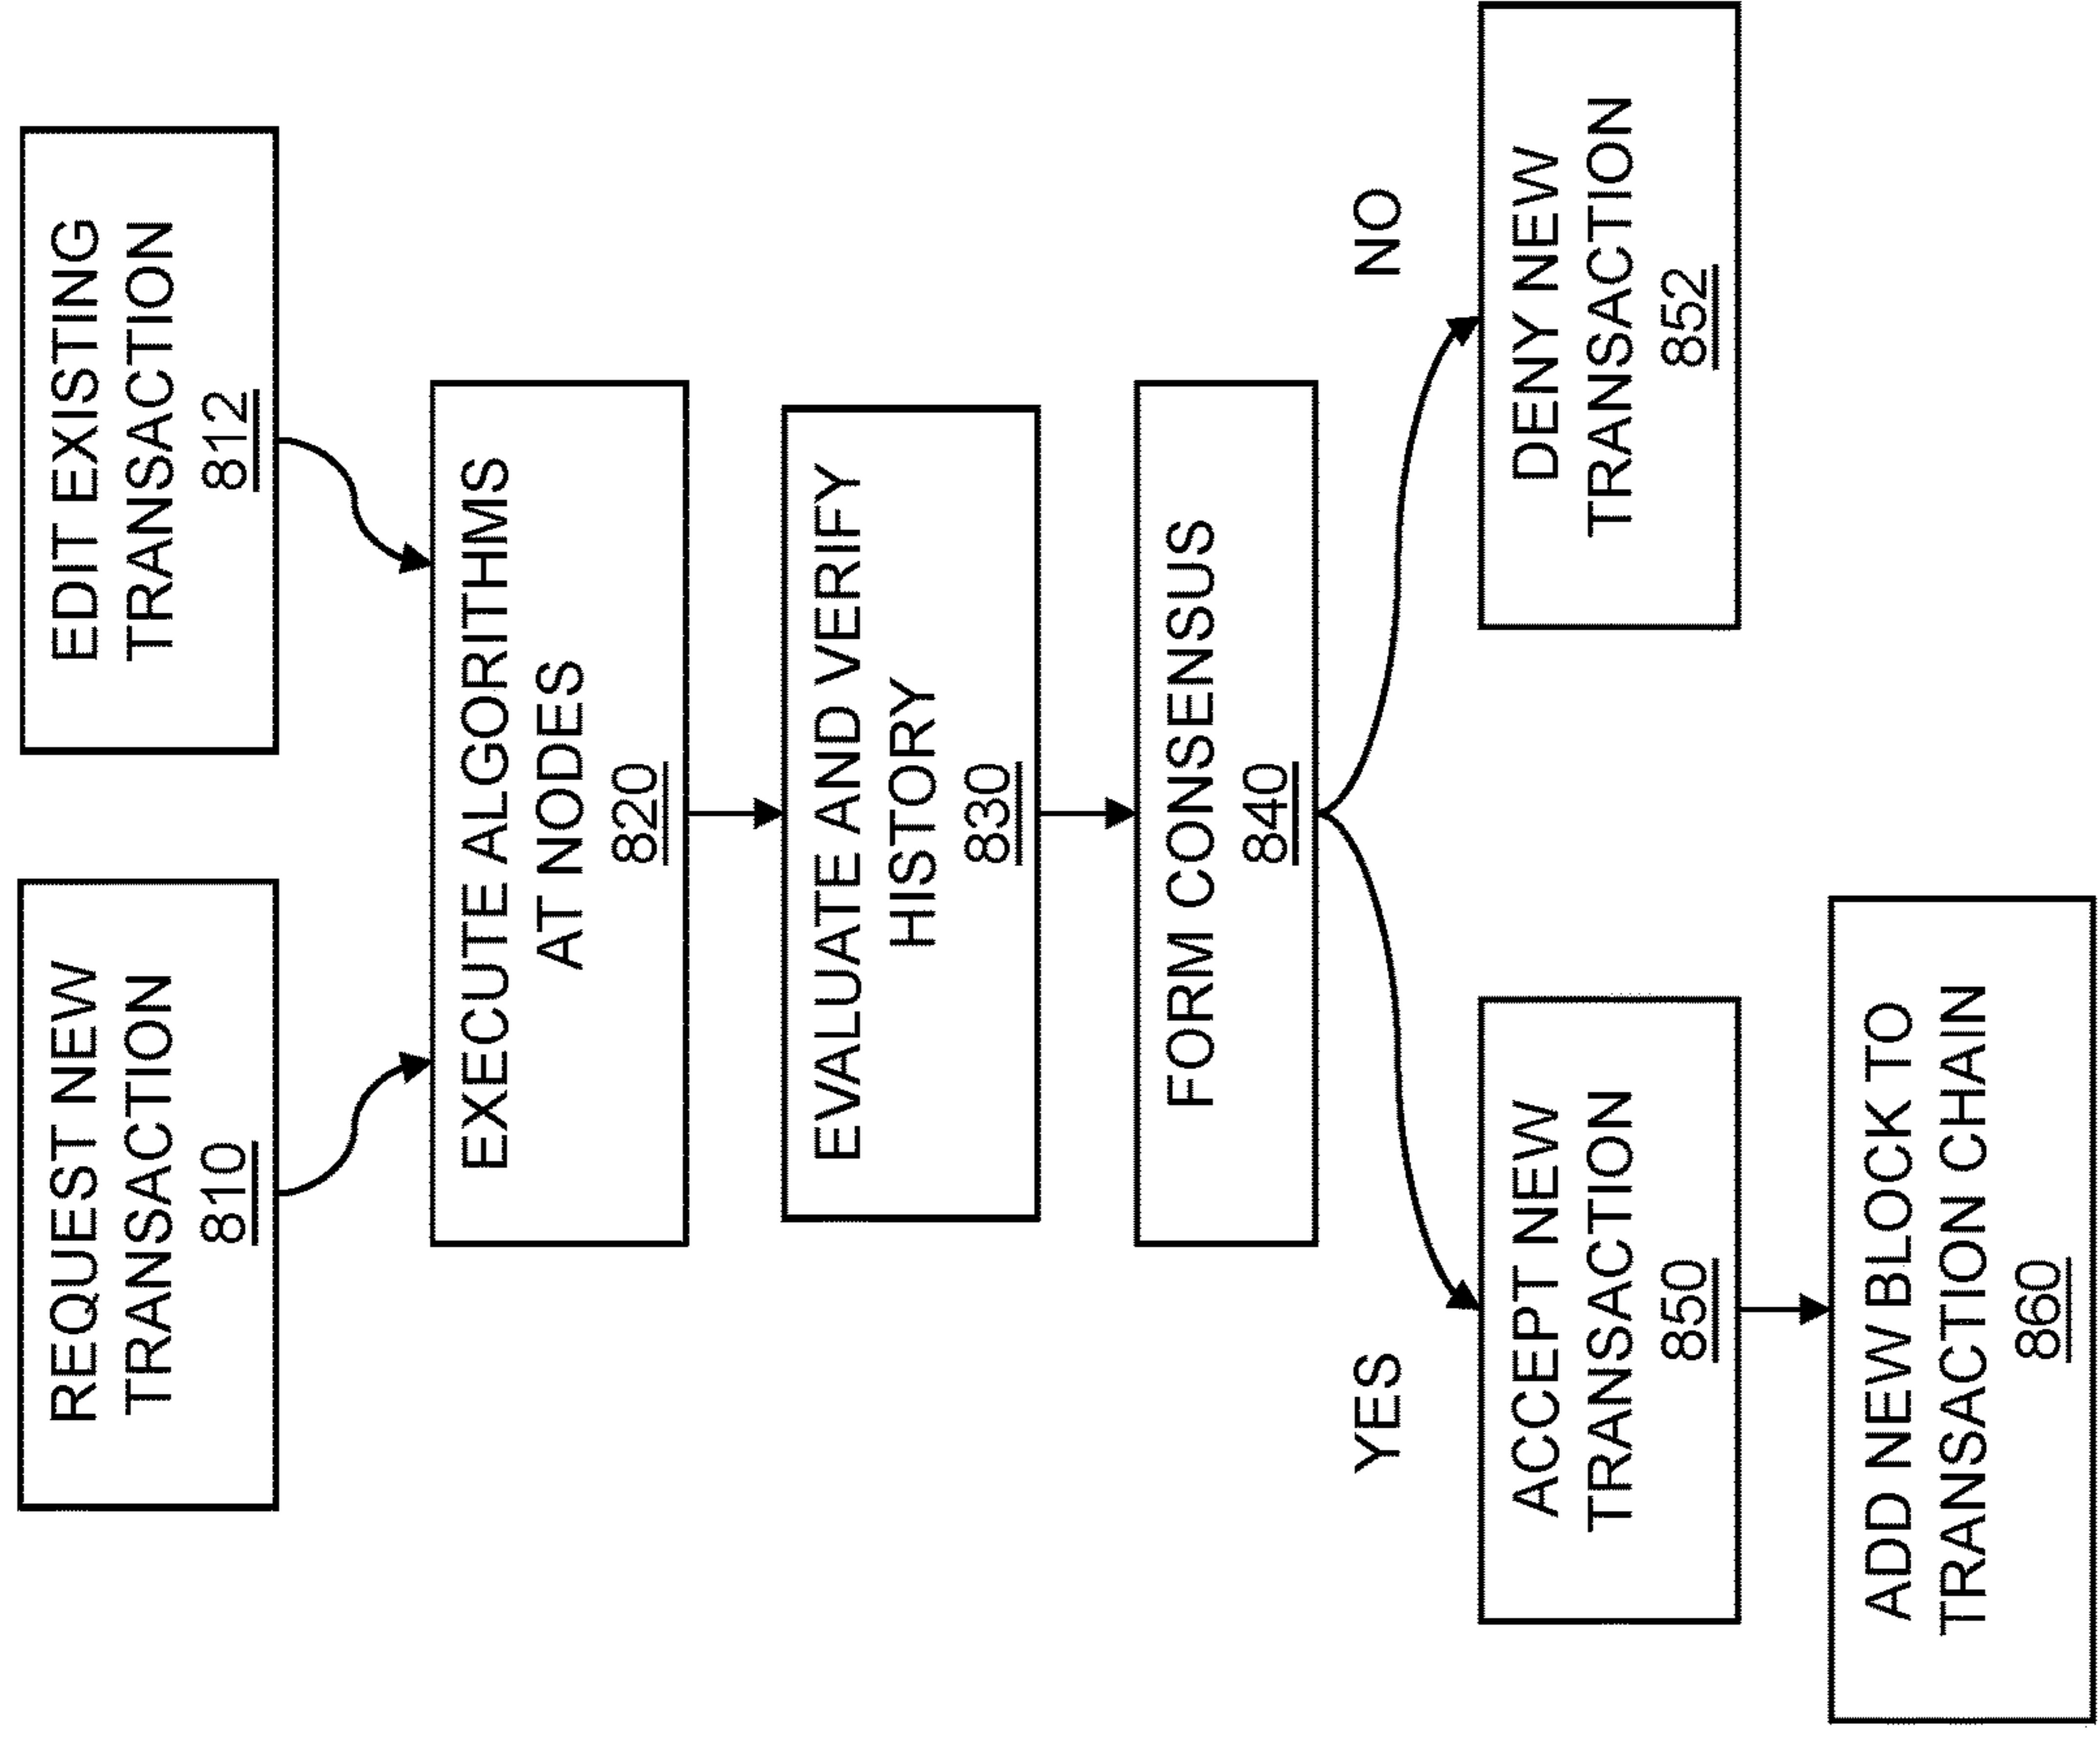 REQUEST NEW
TRANSACTION
810
EDIT EXISTING
TRANSACTION
812
EXECUTE ALGORITHMS
AT NODES
820
EVALUATE AND VERIFY
HISTORY
830
FORM CONSENSUS
840
YES
NO
ACCEPT NEW
TRANSACTION
850
DENY NEW
TRANSACTION
852
ADD NEW BLOCK TO
TRANSACTION CHAIN
860